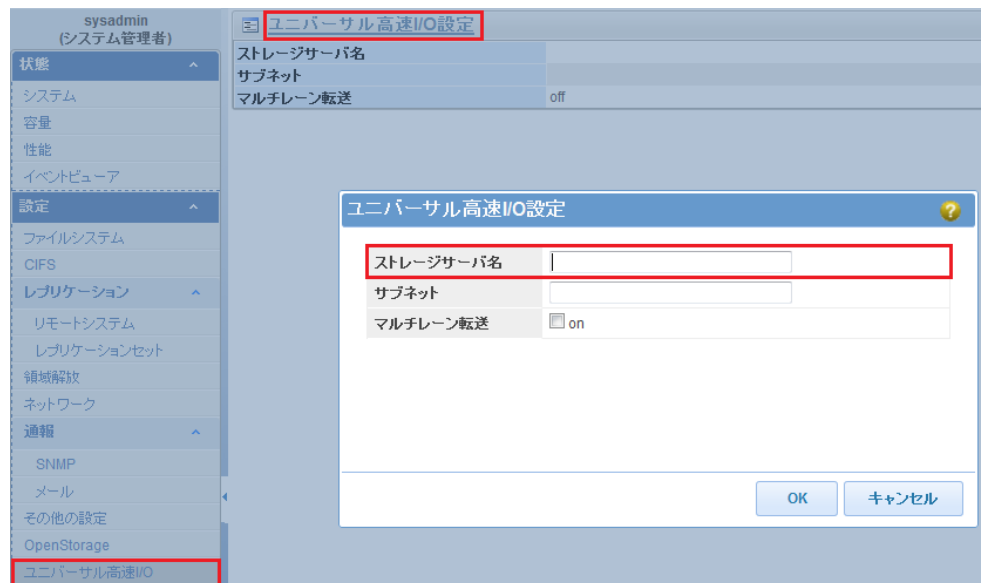 sysadmin
(システム管理者)
状態
システム
容量
性能
イベントビューア
設定
ファイルシステム
CIFS
レプリケーション
リモートシステム
レプリケーションセット
領域解放
ネットワーク
通報
SNMP
メール
その他の設定
OpenStorage
ユニバーサル高速I/O
ユニバーサル高速I/O設定
ストレージサーバ名
サブネット
マルチレーン転送 off
ユニバーサル高速I/O設定
ストレージサーバ名
サブネット
マルチレーン転送 on
OK キャンセル